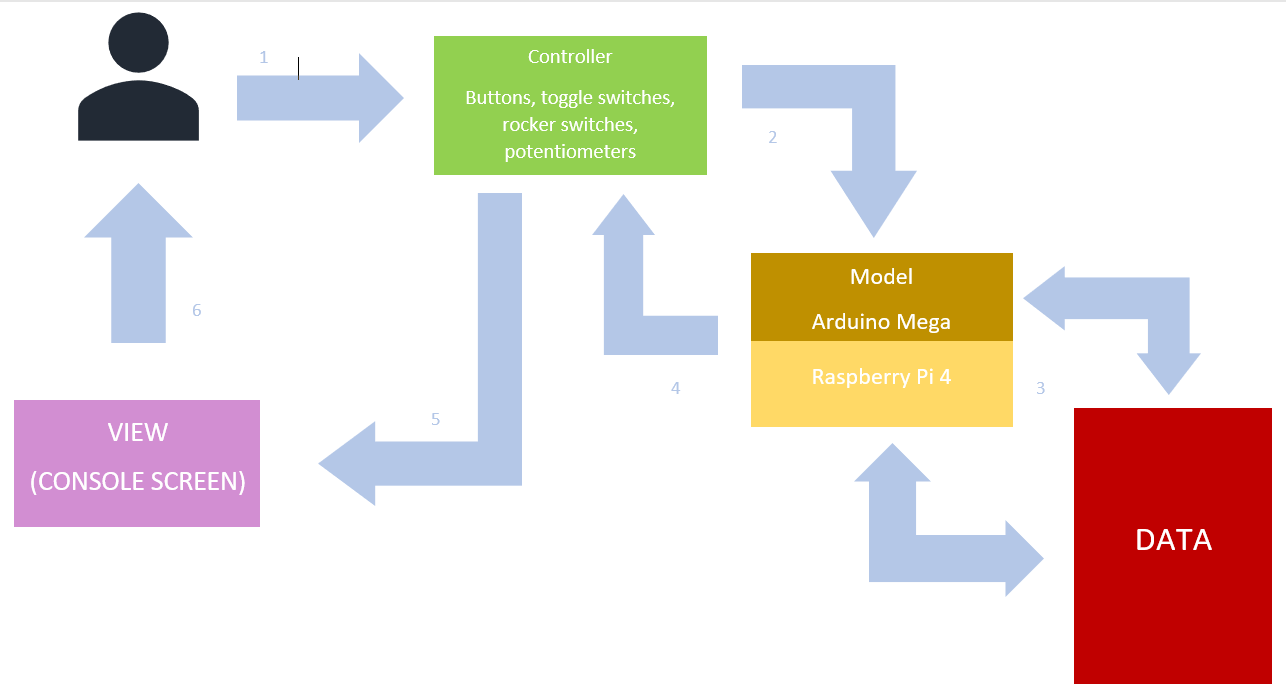 1
Controller
Buttons, toggle switches,
rocker switches,
potentiometers
2
Model
Arduino Mega
Raspberry Pi 4
3
4
5
6
VIEW
(CONSOLE SCREEN)
DATA